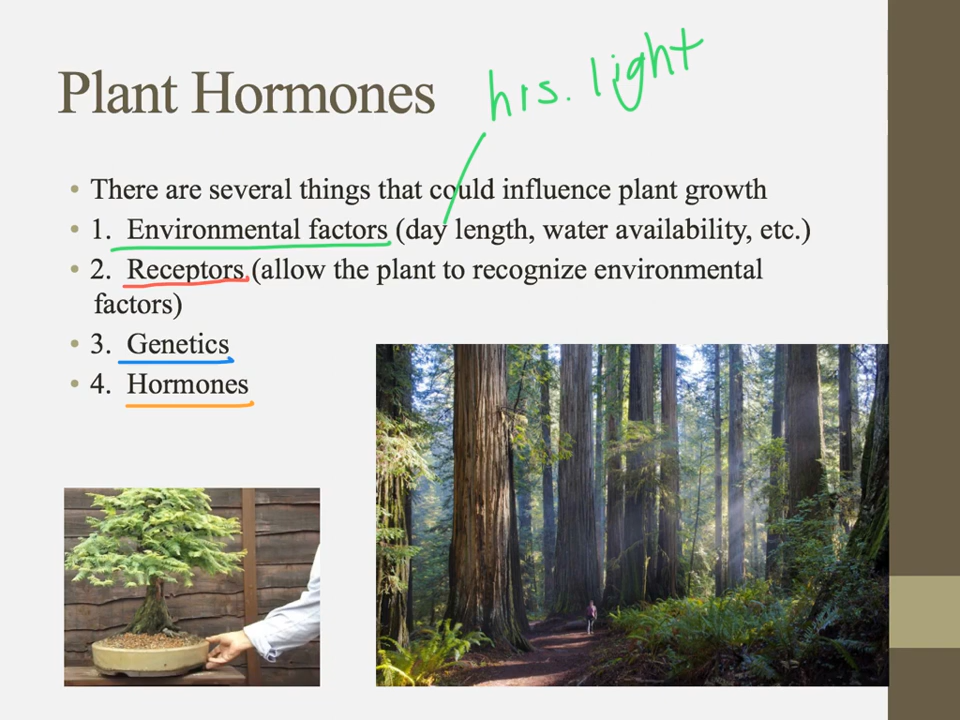 Plant Hormones
hrs. light
• There are several things that could influence plant growth
• 1. Environmental factors (day length, water availability, etc.)
• 2. Receptors (allow the plant to recognize environmental
factors)
• 3. Genetics
• 4. Hormones